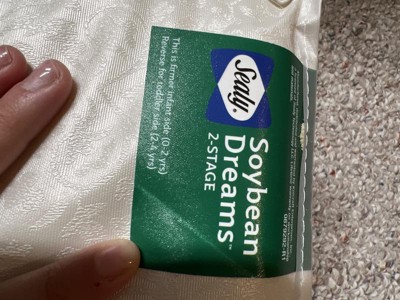 Sealy.
Soybean
Dreams™
2-STAGE
This is firmer infant side (0-2 yrs)
Reverse for toddler side (2-4 yrs)